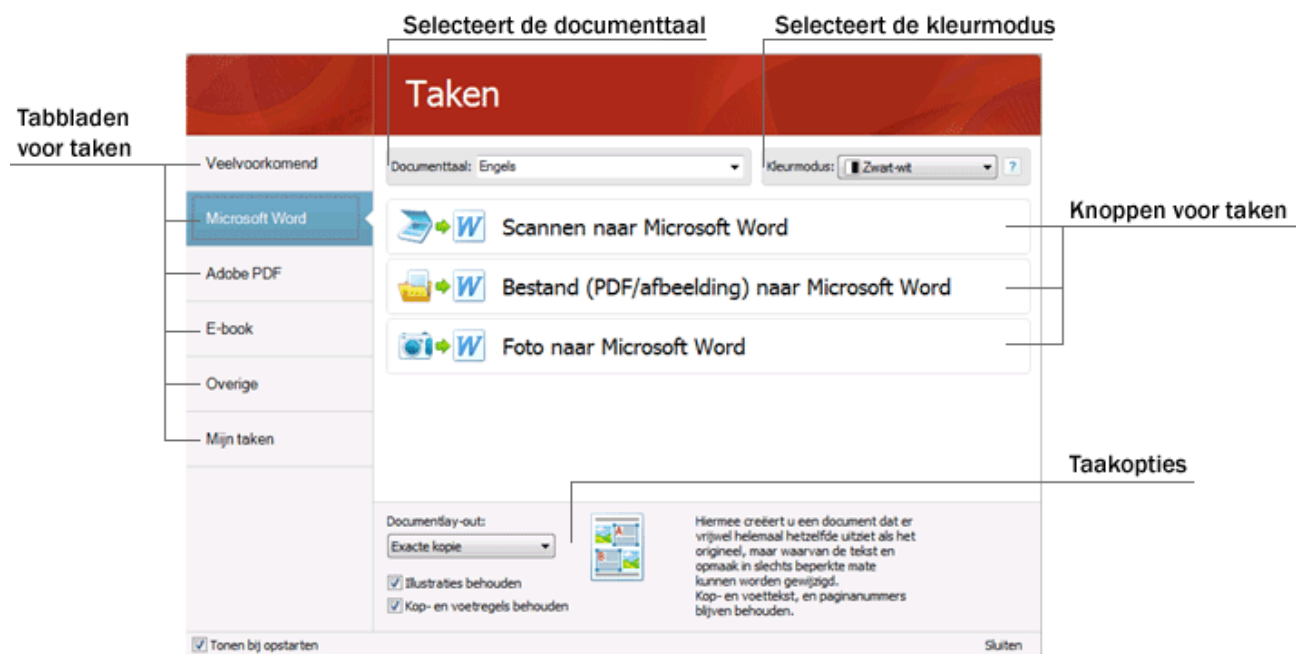 Selecteert de documenttaal
Selecteert de kleurmodus
Taken
Tabbladen
voor taken
Veelvoorkomend
Documenttaal: Engels
Kleurmodus: Zwart-wit ?
Microsoft Word
Scannen naar Microsoft Word
Knoppen voor taken
Adobe PDF
Bestand (PDF/afbeelding) naar Microsoft Word
E-book
Foto naar Microsoft Word
Overige
Mijn taken
Taakopties
Documentlay-out:
Exacte kopie
Illustraties behouden
Kop- en voetregels behouden
Hiermee creëert u een document dat er
vrijwel helemaal hetzelfde uitziet als het
origineel, maar waarvan de tekst en
opmaak in slechts beperkte mate
kunnen worden gewijzigd.
Kop- en voettekst, en paginanummers
blijven behouden.
Tonen bij opstarten
Sluiten